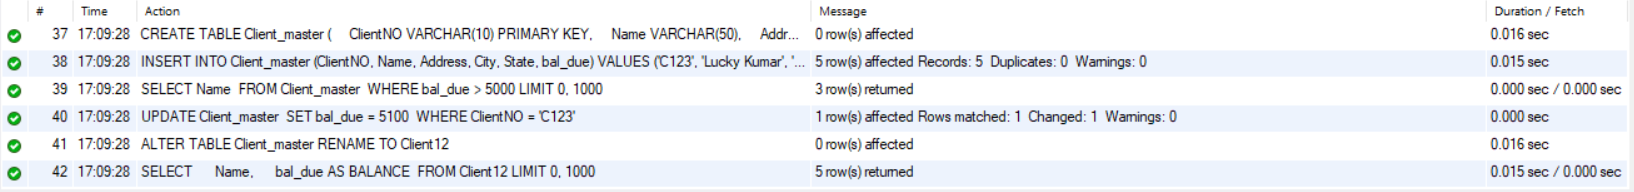 # Time Action Message Duration / Fetch
37 17:09:28 CREATE TABLE Client_master ( ClientNO VARCHAR(10) PRIMARY KEY, Name VARCHAR(50), Addr... 0 row(s) affected 0.016 sec
38 17:09:28 INSERT INTO Client_master (ClientNO, Name, Address, City, State, bal_due) VALUES ('C123', 'Lucky Kumar', '... 5 row(s) affected Records: 5 Duplicates: 0 Warnings: 0 0.015 sec
39 17:09:28 SELECT Name FROM Client_master WHERE bal_due > 5000 LIMIT 0, 1000 3 row(s) returned 0.000 sec / 0.000 sec
40 17:09:28 UPDATE Client_master SET bal_due = 5100 WHERE ClientNO = 'C123' 1 row(s) affected Rows matched: 1 Changed: 1 Warnings: 0 0.000 sec
41 17:09:28 ALTER TABLE Client_master RENAME TO Client12 0 row(s) affected 0.016 sec
42 17:09:28 SELECT Name, bal_due AS BALANCE FROM Client12 LIMIT 0, 1000 5 row(s) returned 0.015 sec / 0.000 sec